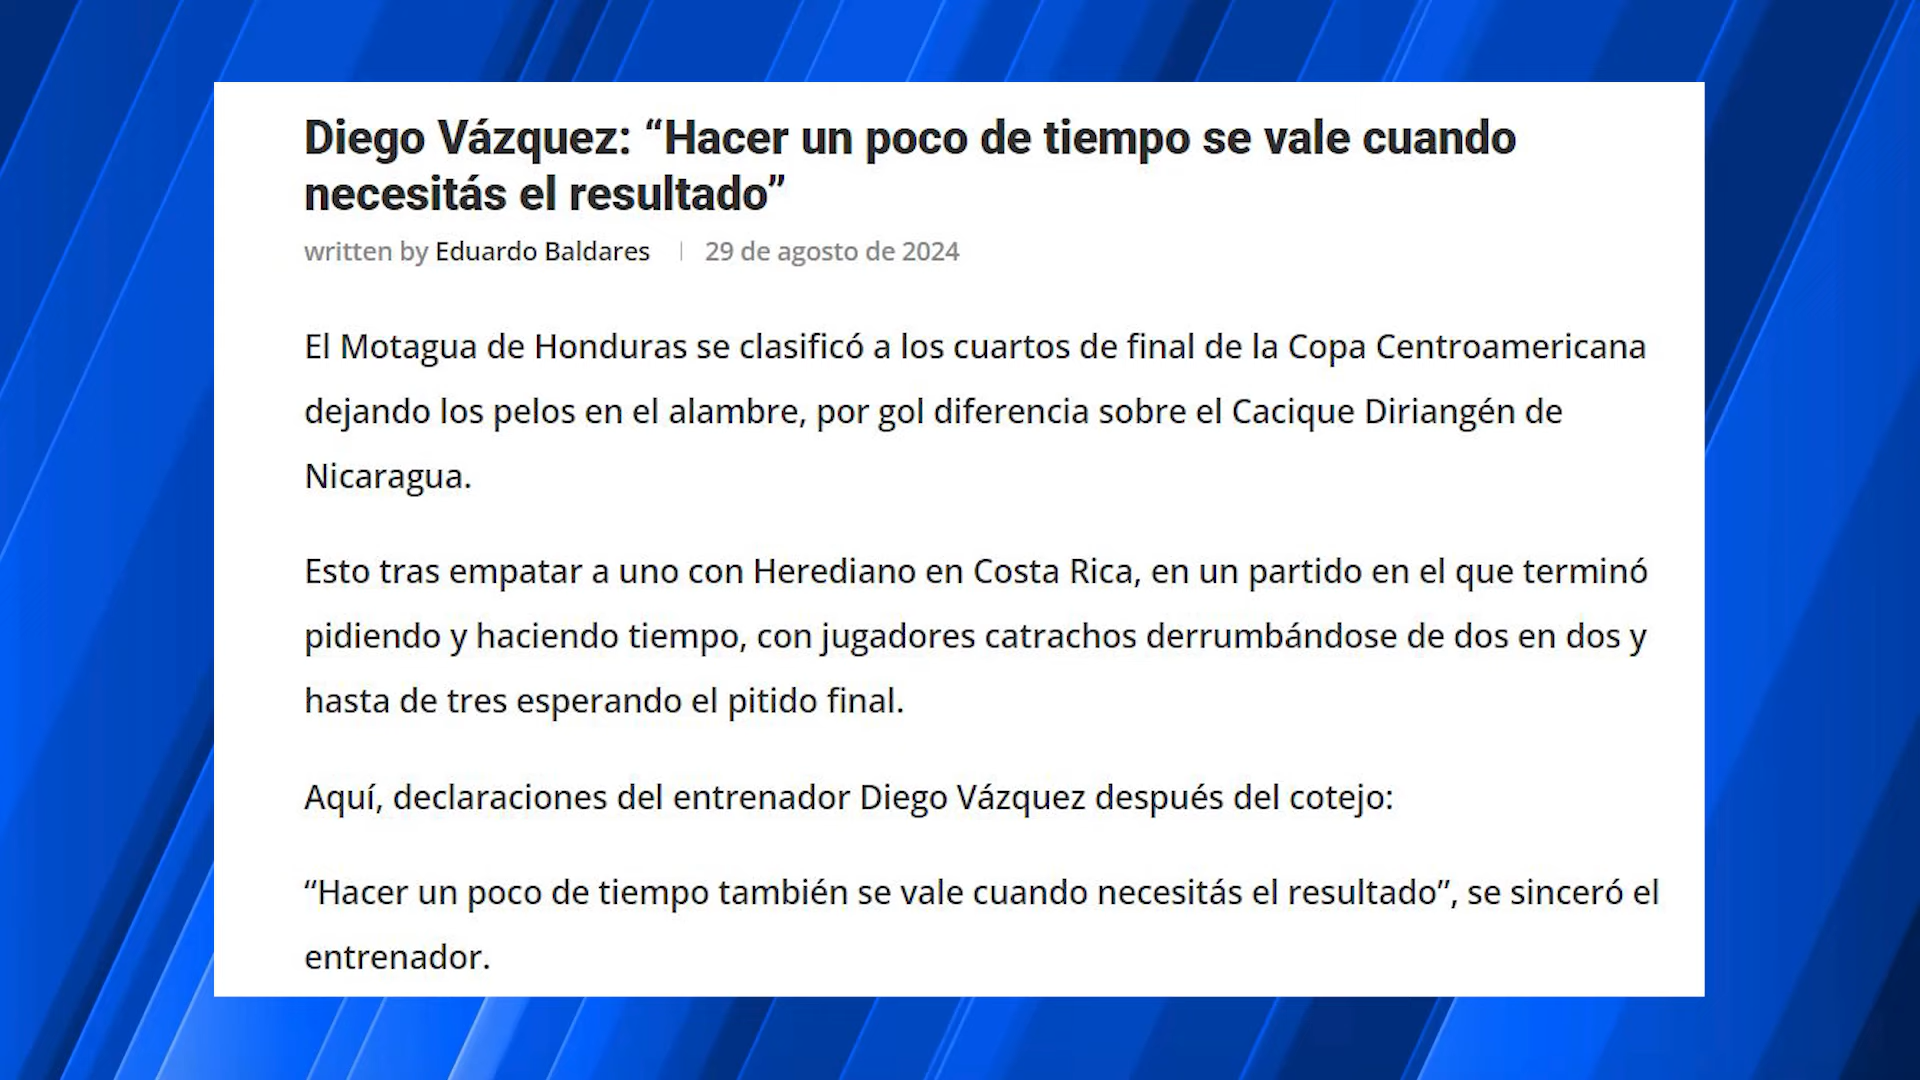 Diego Vázquez: “Hacer un poco de tiempo se vale cuando
necesitás el resultado”
written by Eduardo Baldares | 29 de agosto de 2024
El Motagua de Honduras se clasificó a los cuartos de final de la Copa Centroamericana
dejando los pelos en el alambre, por gol diferencia sobre el Cacique Diriangén de
Nicaragua.
Esto tras empatar a uno con Herediano en Costa Rica, en un partido en el que terminó
pidiendo y haciendo tiempo, con jugadores catrachos derrumbándose de dos en dos y
hasta de tres esperando el pitido final.
Aquí, declaraciones del entrenador Diego Vázquez después del cotejo:
“Hacer un poco de tiempo también se vale cuando necesitás el resultado”, se sinceró el
entrenador.